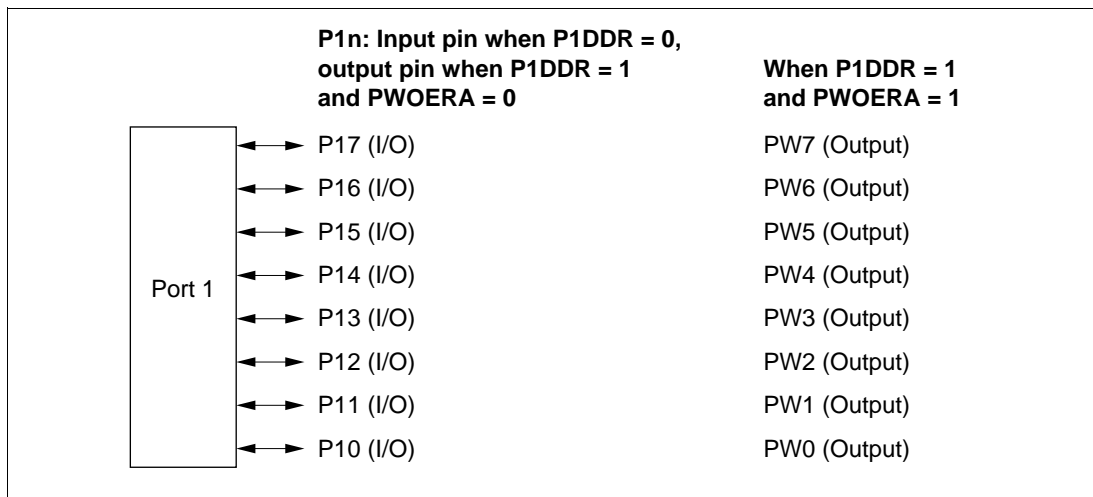 P1n: Input pin when P1DDR = 0,
output pin when P1DDR = 1
and PWOERA = 0
When P1DDR = 1
and PWOERA = 1
Port 1
P17 (I/O) PW7 (Output)
P16 (I/O) PW6 (Output)
P15 (I/O) PW5 (Output)
P14 (I/O) PW4 (Output)
P13 (I/O) PW3 (Output)
P12 (I/O) PW2 (Output)
P11 (I/O) PW1 (Output)
P10 (I/O) PW0 (Output)